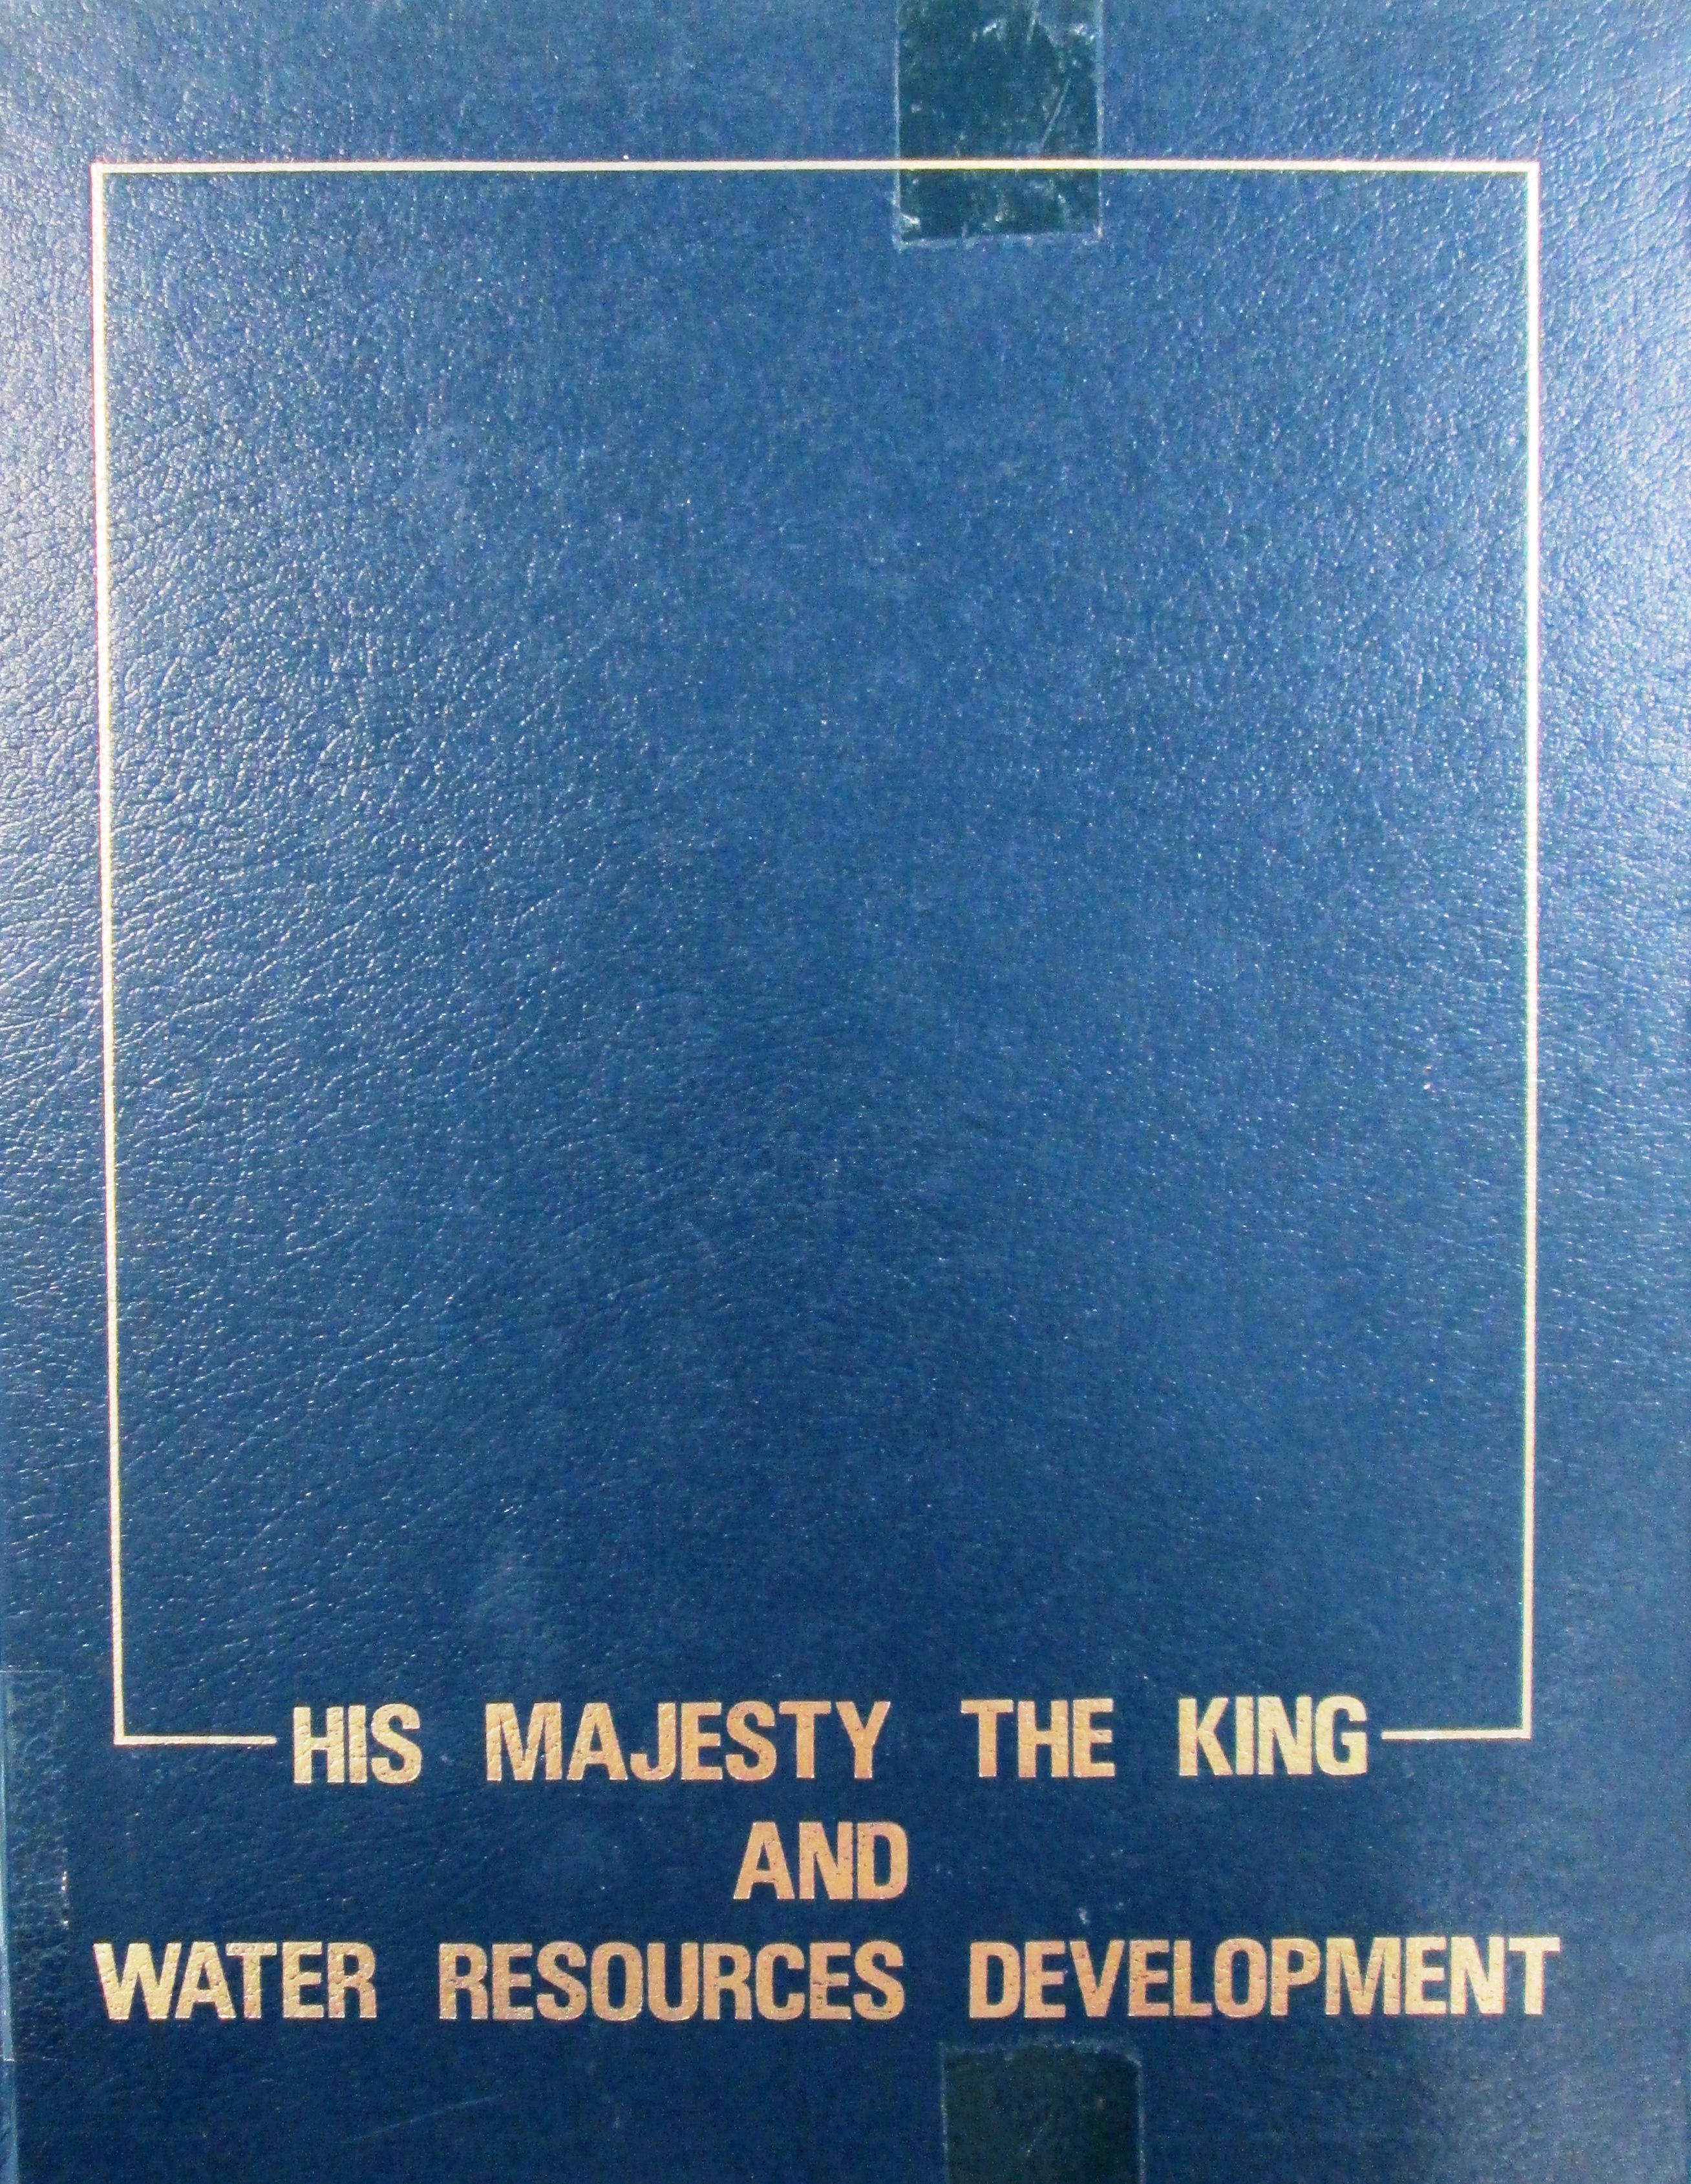 HIS MAJESTY THE KING
AND
WATER RESOURCES DEVELOPMENT